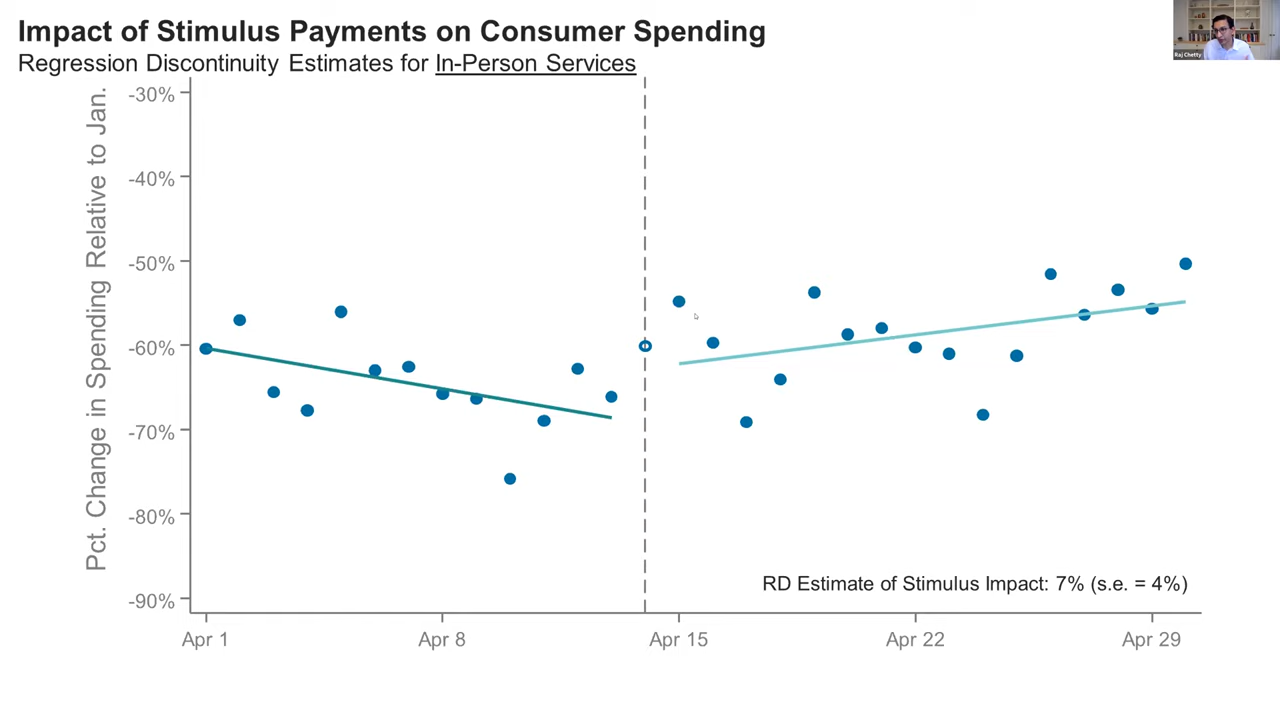 Impact of Stimulus Payments on Consumer Spending
Regression Discontinuity Estimates for In-Person Services
Raj Chetty
Pct. Change in Spending Relative to Jan.
-30%
-40%
-50%
-60%
-70%
-80%
-90%
RD Estimate of Stimulus Impact: 7% (s.e. = 4%)
Apr 1
Apr 8
Apr 15
Apr 22
Apr 29